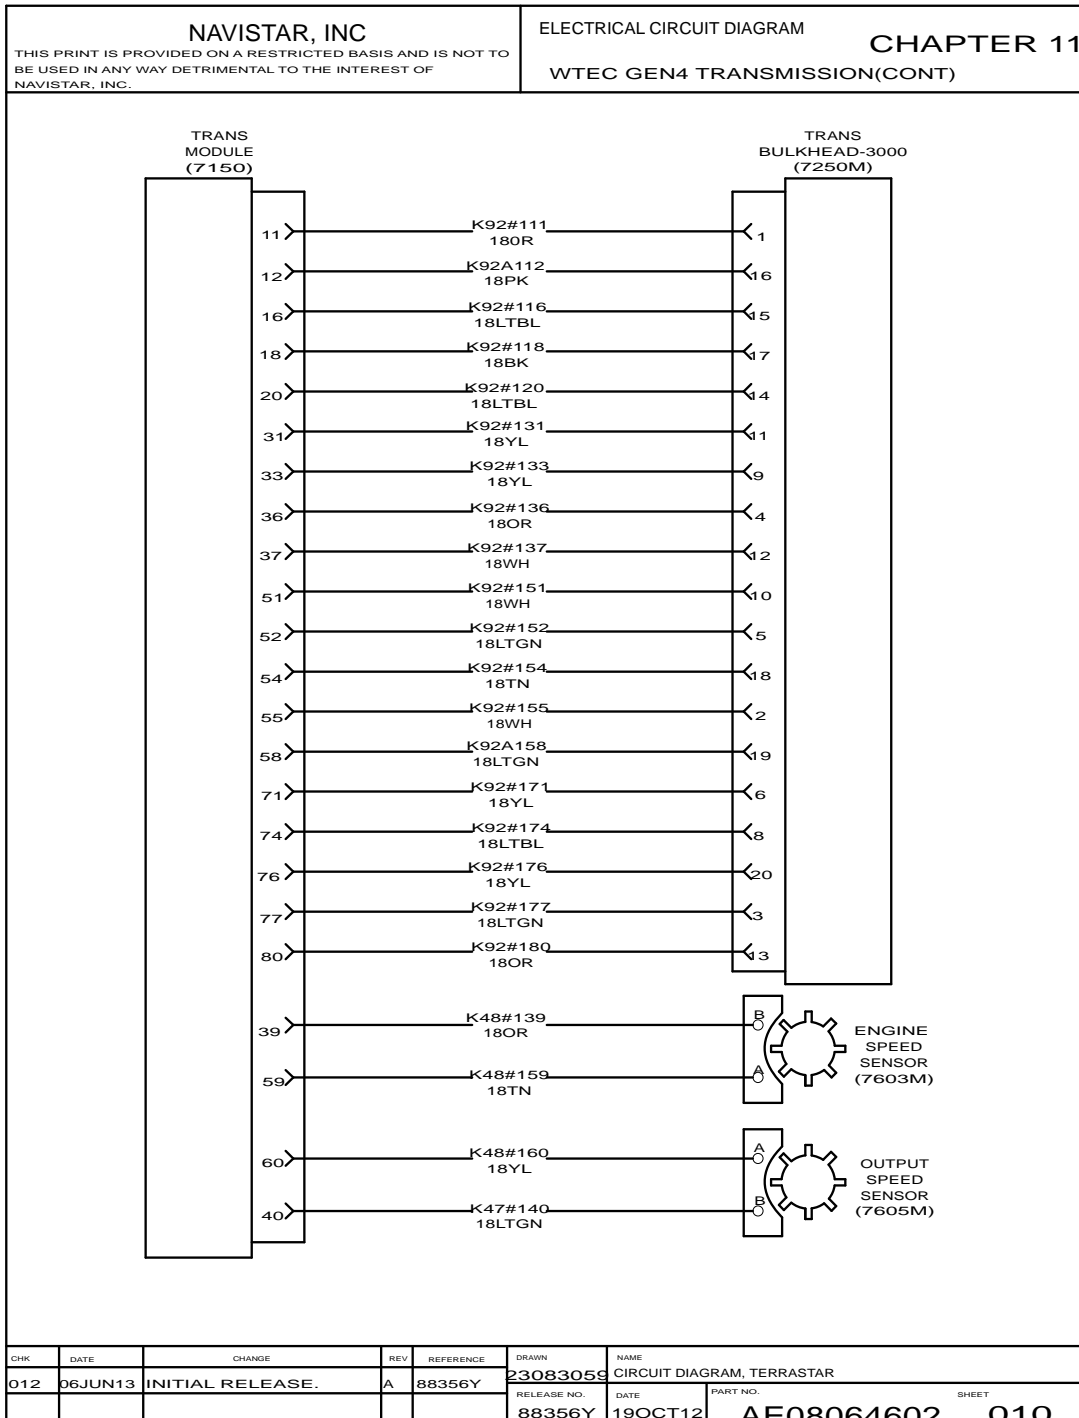 NAVISTAR, INC
THIS PRINT IS PROVIDED ON A RESTRICTED BASIS AND IS NOT TO
BE USED IN ANY WAY DETRIMENTAL TO THE INTEREST OF
NAVISTAR, INC.
ELECTRICAL CIRCUIT DIAGRAM
CHAPTER 11
WTEC GEN4 TRANSMISSION(CONT)
TRANS
MODULE
(7150)
TRANS
BULKHEAD-3000
(7250M)
11 K92#111 1
180R
12 K92A112 16
18PK
16 K92#116 15
18LTBL
18 K92#118 17
18BK
20 K92#120 14
18LTBL
31 K92#131 11
18YL
33 K92#133 9
18YL
36 K92#136 4
18OR
37 K92#137 12
18WH
51 K92#151 10
18WH
52 K92#152 5
18LTGN
54 K92#154 18
18TN
55 K92#155 2
18WH
58 K92A158 19
18LTGN
71 K92#171 6
18YL
74 K92#174 8
18LTBL
76 K92#176 20
18YL
77 K92#177 3
18LTGN
80 K92#180 13
18OR
39 K48#139 B
18OR
59 K48#159 A
18TN
ENGINE
SPEED
SENSOR
(7603M)
60 K48#160 A
18YL
40 K47#140 B
18LTGN
OUTPUT
SPEED
SENSOR
(7605M)
CHK DATE CHANGE REV REFERENCE
012 06JUN13 INITIAL RELEASE. A 88356Y
DRAWN
23083059
NAME
CIRCUIT DIAGRAM, TERRASTAR
RELEASE NO.
88356Y
DATE
19OCT12
PART NO.
AE08064602
SHEET
010